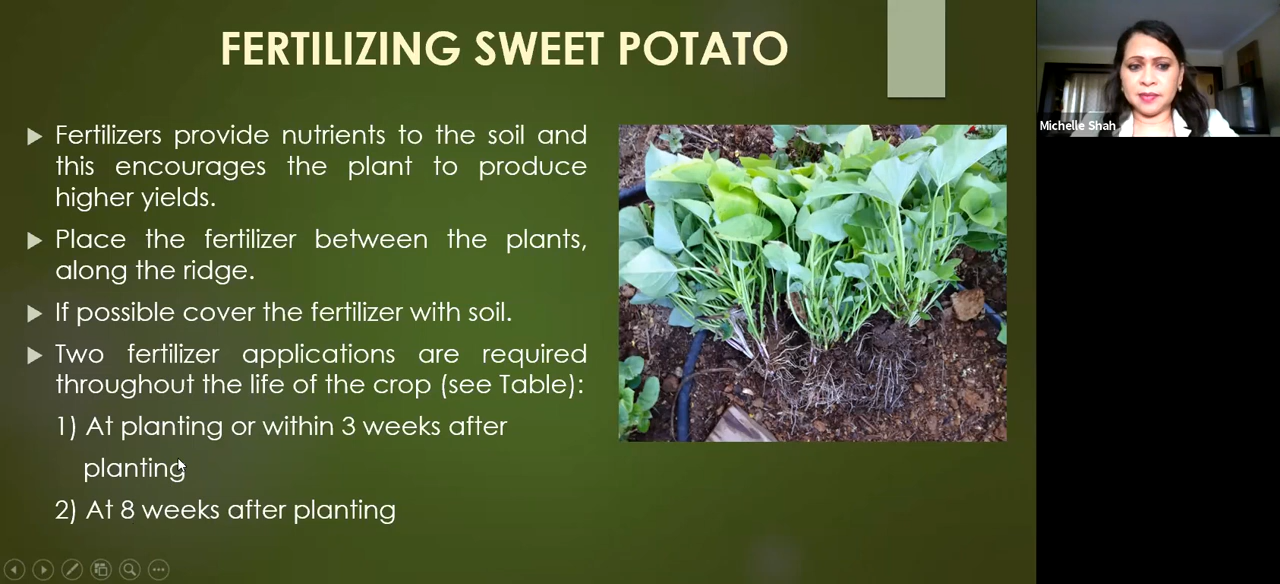 FERTILIZING SWEET POTATO
Fertilizers provide nutrients to the soil and
this encourages the plant to produce
higher yields.
Place the fertilizer between the plants,
along the ridge.
If possible cover the fertilizer with soil.
Two fertilizer applications are required
throughout the life of the crop (see Table):
1) At planting or within 3 weeks after
planting
2) At 8 weeks after planting
Michelle Shah